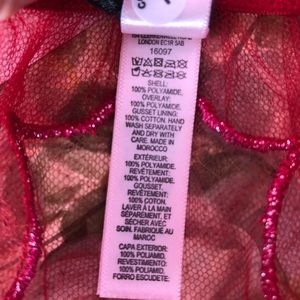 LONDON EC1R 5AB
16097
SHELL:
100% POLYAMIDE.
OVERLAY:
100% POLYAMIDE.
GUSSET LINING:
100% COTTON. HAND
WASH SEPARATELY
AND DRY WITH
CARE. MADE IN
MOROCCO
EXTÉRIEUR:
100% POLYAMIDE.
REVÊTEMENT:
100% POLYAMIDE.
GOUSSET,
REVÊTEMENT:
100% COTON.
LAVER À LA MAIN
SÉPARÉMENT, ET
SÉCHER AVEC
SOIN. FABRIQUÉ AU
MAROC
CAPA EXTERIOR:
100% POLIAMID.
REVESTIMIENTO:
100% POLIAMID.
FORRO ESCUDETE: